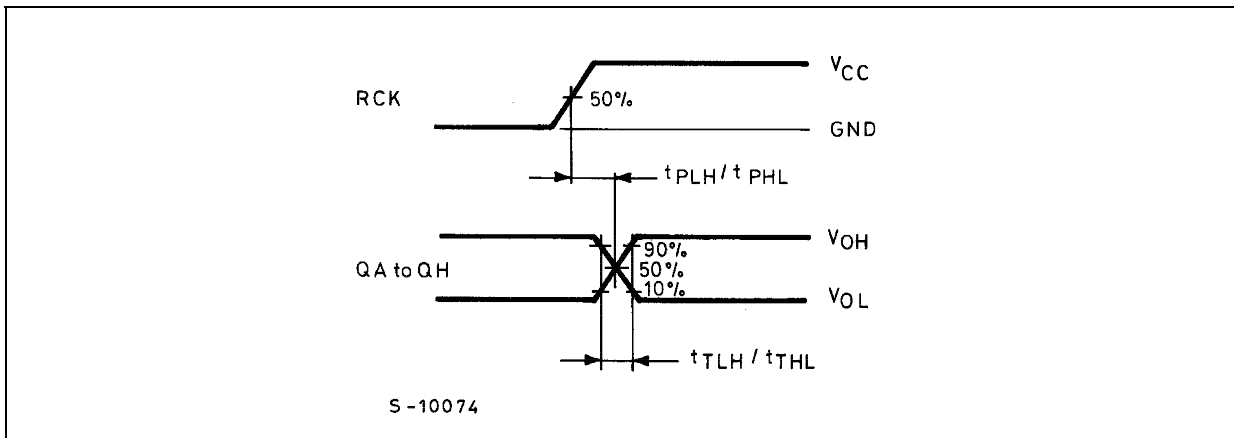 VCC
RCK
50%
GND
tPLH / tPHL
VOH
90%
QA to QH
50%
10%
VOL
tTLH / tTHL
S-10074